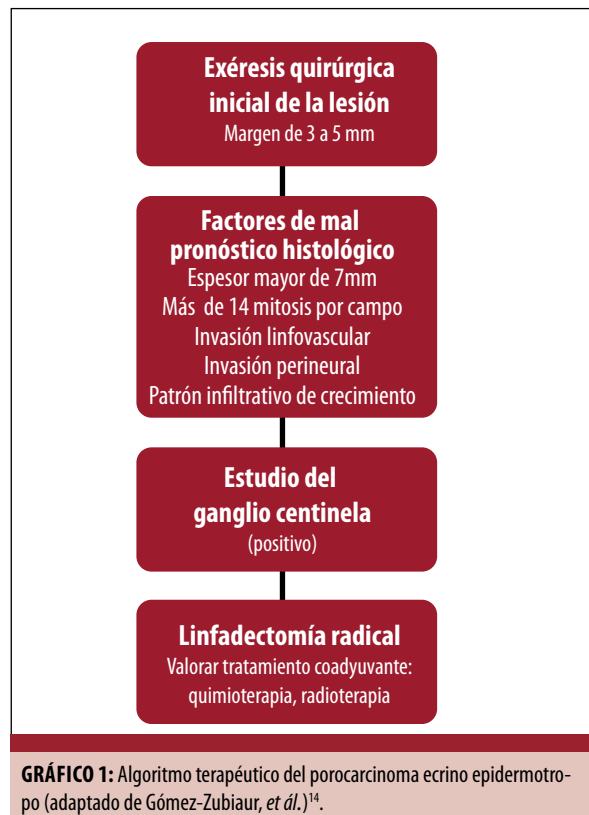 Exéresis quirúrgica
inicial de la lesión
Margen de 3 a 5 mm
Factores de mal
pronóstico histológico
Espesor mayor de 7mm
Más de 14 mitosis por campo
Invasión linfovascular
Invasión perineural
Patrón infiltrativo de crecimiento
Estudio del
ganglio centinela
(positivo)
Linfadectomía radical
Valorar tratamiento coadyuvante:
quimioterapia, radioterapia
GRÁFICO 1: Algoritmo terapéutico del porocarcinoma ecrino epidermotro-
po (adaptado de Gómez-Zubiaur, et ál.)¹⁴.